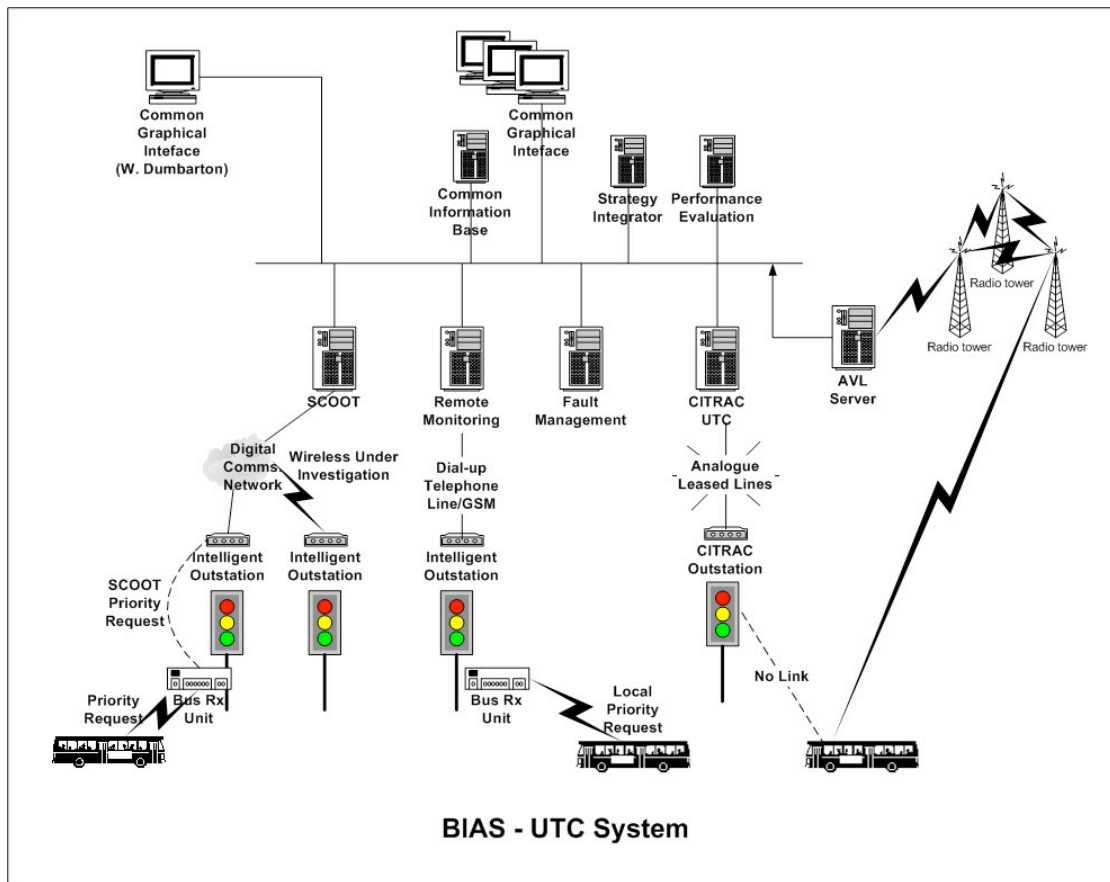 Common
Graphical
Inteface
(W. Dumbarton)
Common
Graphical
Inteface
Common
Information
Base
Strategy
Integrator
Performance
Evaluation
Radio tower
Radio tower
Radio tower
SCOOT
Remote
Monitoring
Fault
Management
CITRAC
UTC
AVL
Server
Digital
Comms.
Network
Wireless Under
Investigation
Dial-up
Telephone
Line/GSM
Analogue
Leased Lines
Intelligent
Outstation
Intelligent
Outstation
Intelligent
Outstation
CITRAC
Outstation
SCOOT
Priority
Request
Priority
Request
Bus Rx
Unit
Bus Rx
Unit
Local
Priority
Request
No Link
BIAS - UTC System